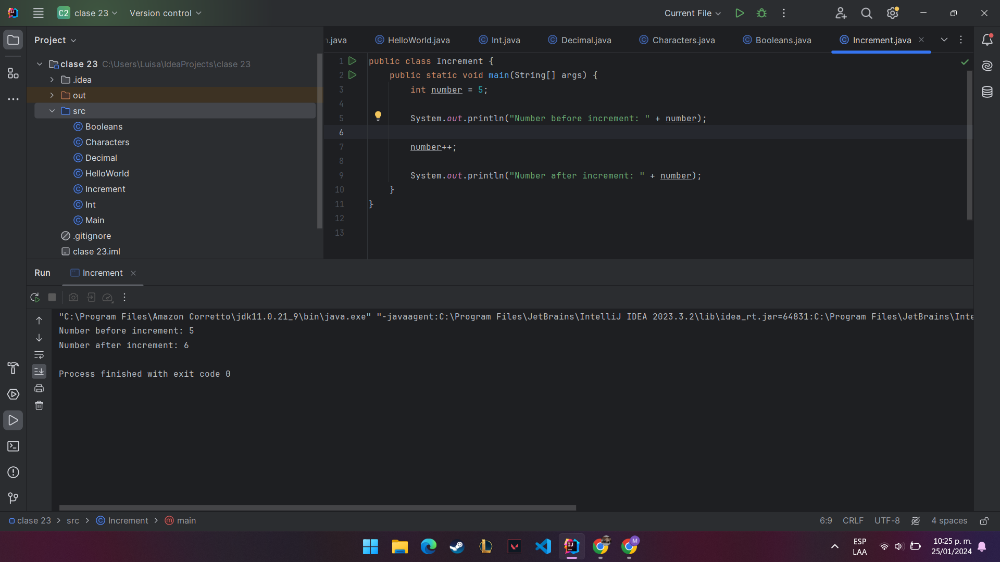 C2 clase 23 Version control Current File
Project
n.java HelloWorld.java Int.java Decimal.java Characters.java Booleans.java Increment.java
clase 23 C:\Users\Luisa\IdeaProjects\clase 23
.idea
out
src
Booleans
Characters
Decimal
HelloWorld
Increment
Int
Main
.gitignore
clase 23.iml
1 public class Increment {
2 public static void main(String[] args) {
3 int number = 5;
4
5 System.out.println("Number before increment: " + number);
6
7 number++;
8
9 System.out.println("Number after increment: " + number);
10 }
11 }
12
13
Run Increment
"C:\Program Files\Amazon Corretto\jdk11.0.21_9\bin\java.exe" "-javaagent:C:\Program Files\JetBrains\IntelliJ IDEA 2023.3.2\lib\idea_rt.jar=64831:C:\Program Files\JetBrains\Inte
Number before increment: 5
Number after increment: 6
Process finished with exit code 0
clase 23 > src > Increment > main 6:9 CRLF UTF-8 4 spaces
ESP
LAA
10:25 p. m.
25/01/2024